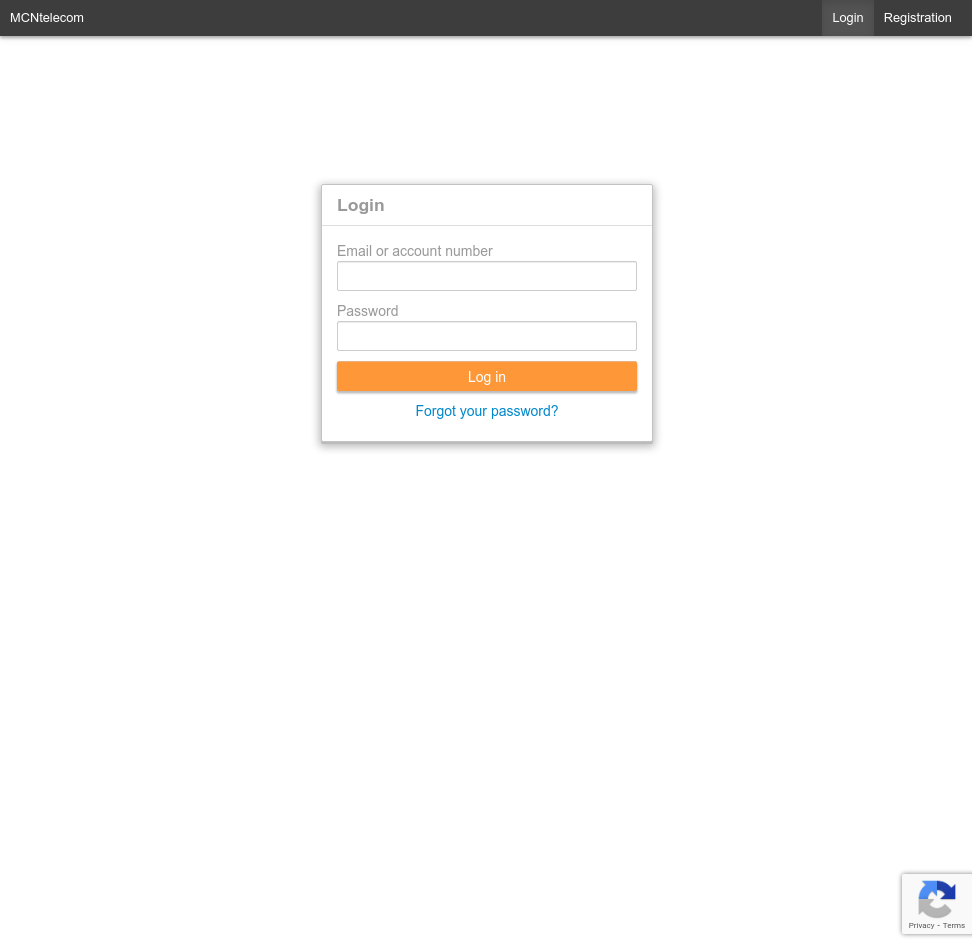 MCNtelecom Login Registration
Login
Email or account number
Password
Log in
Forgot your password?
Privacy - Terms